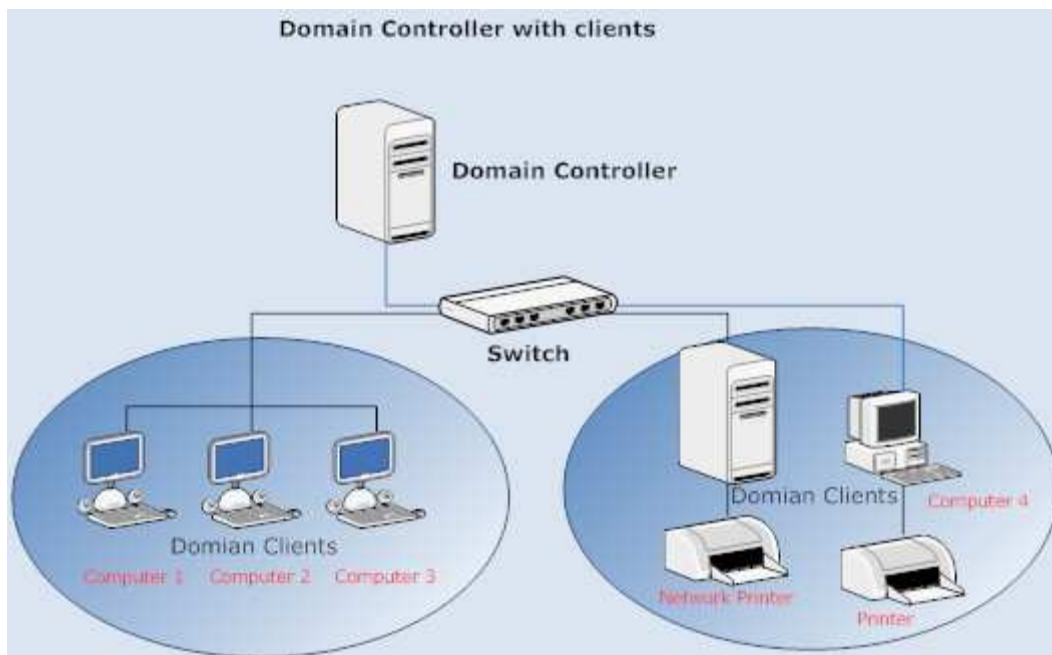 Domain Controller with clients
Domain Controller
Switch
Domian Clients
Computer 1
Computer 2
Computer 3
Domian Clients
Computer 4
Network Printer
Printer